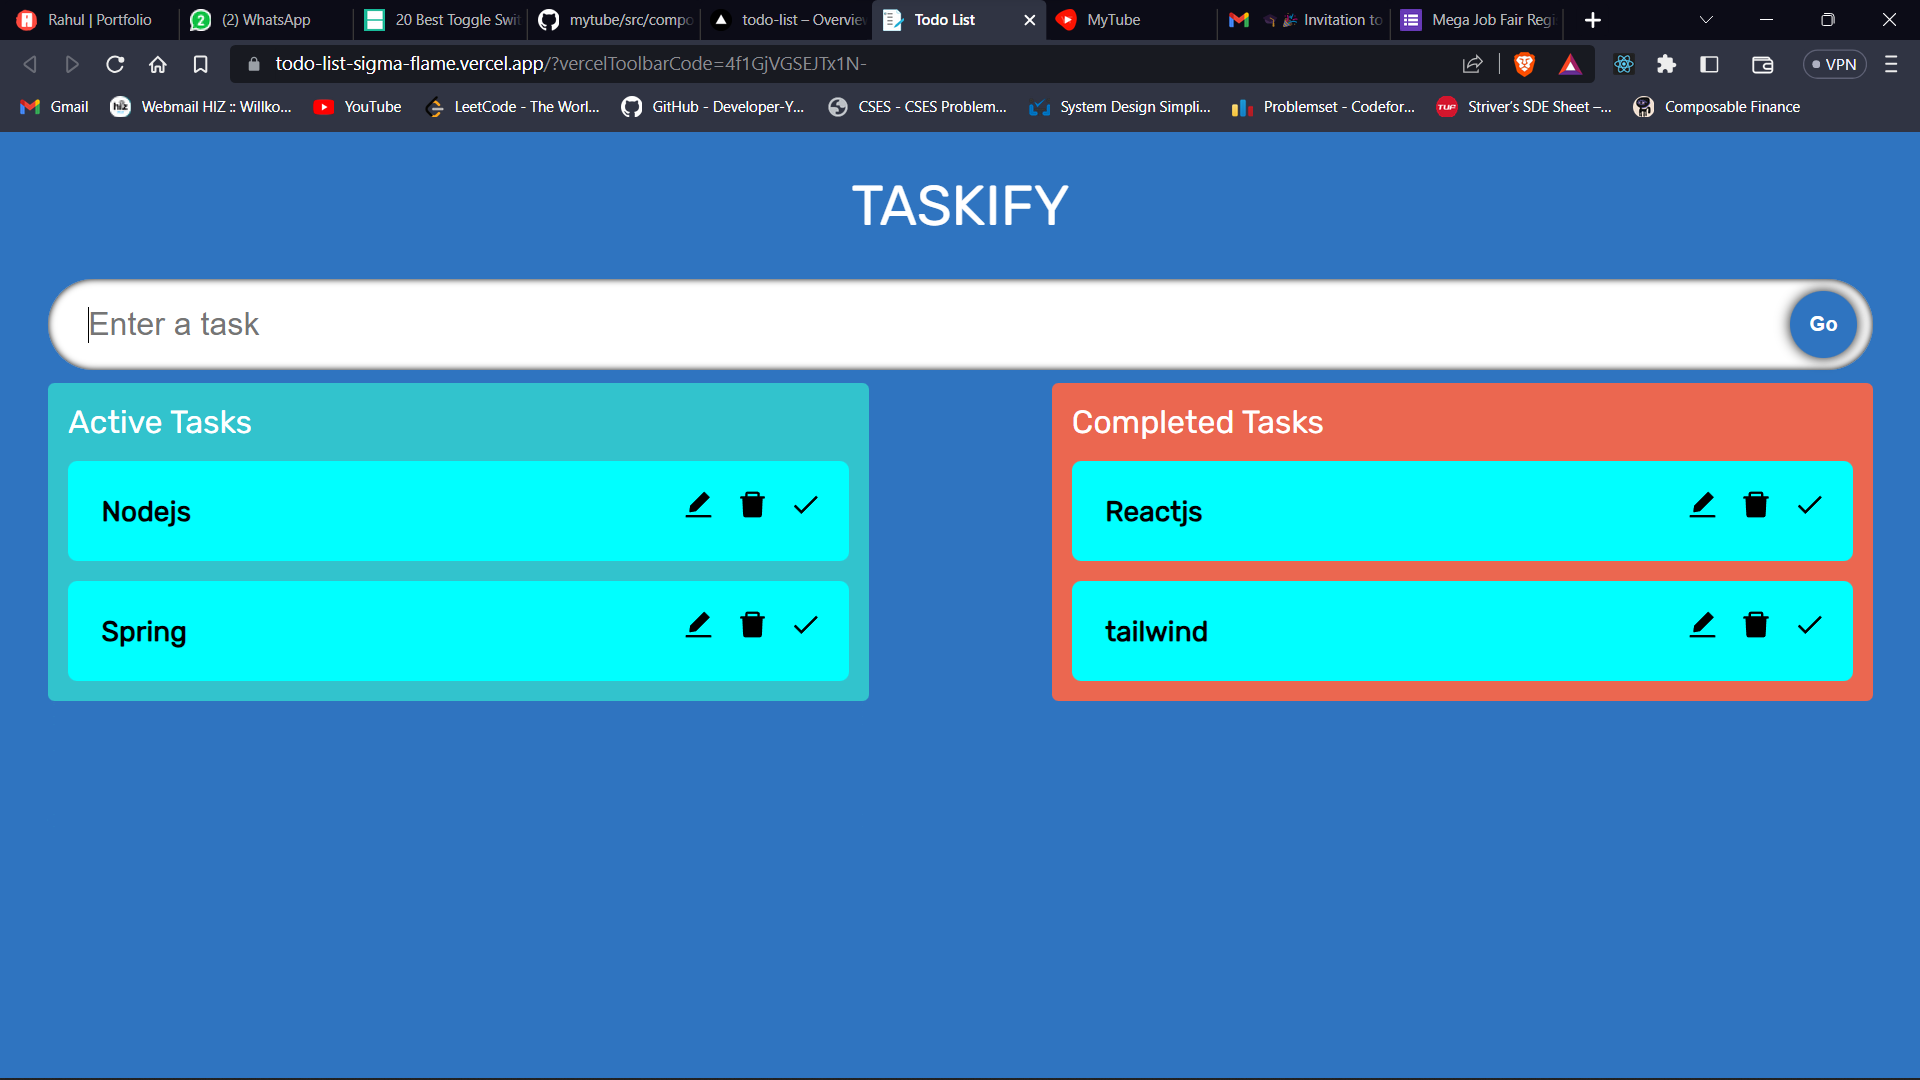 Rahul | Portfolio
2 (2) WhatsApp
20 Best Toggle Swit
mytube/src/compo
todo-list – Overvie
Todo List
MyTube
Invitation to
Mega Job Fair Regi
todo-list-sigma-flame.vercel.app/?vercelToolbarCode=4f1GjVGSEJTx1N-
VPN
Gmail
Webmail HIZ :: Willko...
YouTube
LeetCode - The Worl...
GitHub - Developer-Y...
CSES - CSES Problem...
System Design Simpli...
Problemset - Codefor...
TUF Striver's SDE Sheet –...
Composable Finance
TASKIFY
Enter a task
Go
Active Tasks
Nodejs
Spring
Completed Tasks
Reactjs
tailwind